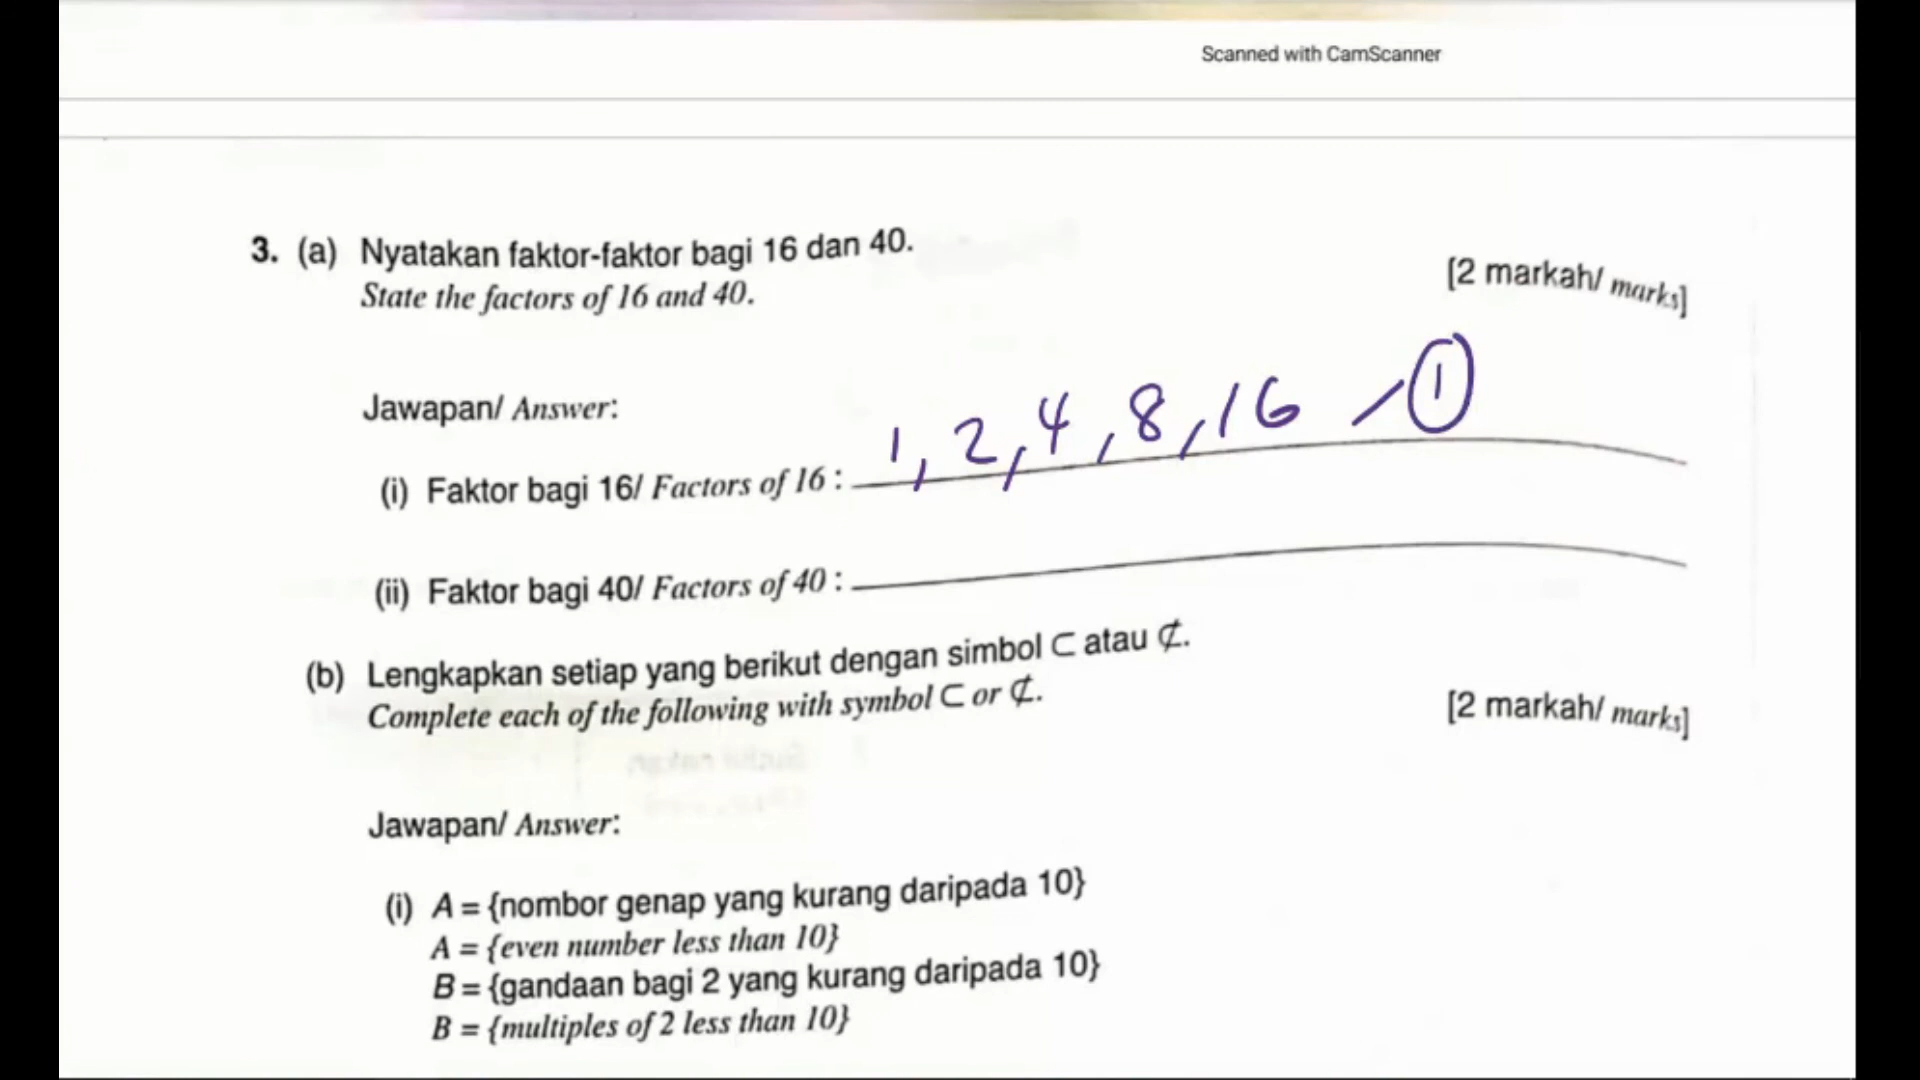 Scanned with CamScanner
3. (a) Nyatakan faktor-faktor bagi 16 dan 40.
State the factors of 16 and 40.
[2 markah/ marks]
Jawapan/ Answer:
(i) Faktor bagi 16/ Factors of 16 : 1, 2, 4, 8, 16 / 1
(ii) Faktor bagi 40/ Factors of 40 :
(b) Lengkapkan setiap yang berikut dengan simbol ⊂ atau ⊄.
Complete each of the following with symbol ⊂ or ⊄.
[2 markah/ marks]
Jawapan/ Answer:
(i) A = {nombor genap yang kurang daripada 10}
A = {even number less than 10}
B = {gandaan bagi 2 yang kurang daripada 10}
B = {multiples of 2 less than 10}